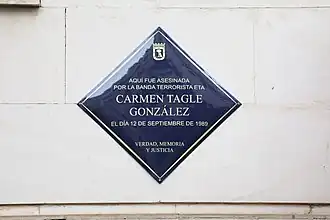 AQUÍ FUE ASESINADA
POR LA BANDA TERRORISTA ETA
CARMEN TAGLE
GONZÁLEZ
EL DÍA 12 DE SEPTIEMBRE DE 1989
VERDAD, MEMORIA
Y JUSTICIA